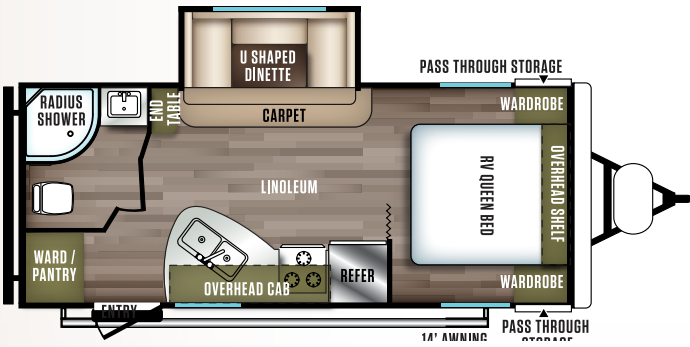 U SHAPED
DINETTE
PASS THROUGH STORAGE
RADIUS
SHOWER
END
TABLE
CARPET
WARDROBE
LINOLEUM
RV QUEEN BED
OVERHEAD SHELF
WARD /
PANTRY
OVERHEAD CAB
REFER
WARDROBE
ENTRY
14' AWNING
PASS THROUGH
STORAGE